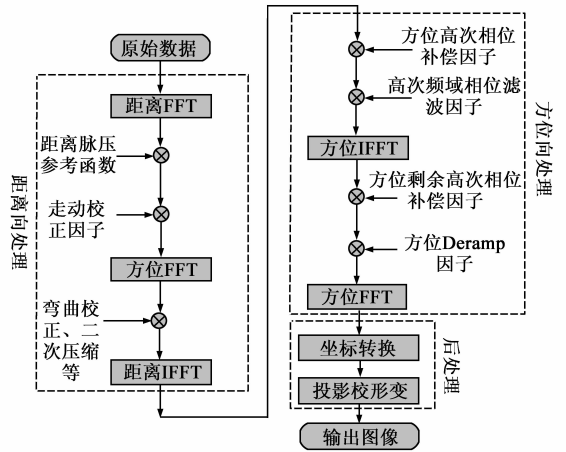 原始数据
距离FFT
距离脉压
参考函数
走动校
正因子
方位FFT
弯曲校
正、二
次压缩
等
距离IFFT
距离向处理
方位高次相位
补偿因子
高次频域相位滤
波因子
方位IFFT
方位剩余高次相位
补偿因子
方位Deramp
因子
方位FFT
方位向处理
坐标转换
投影校形变
后处理
输出图像